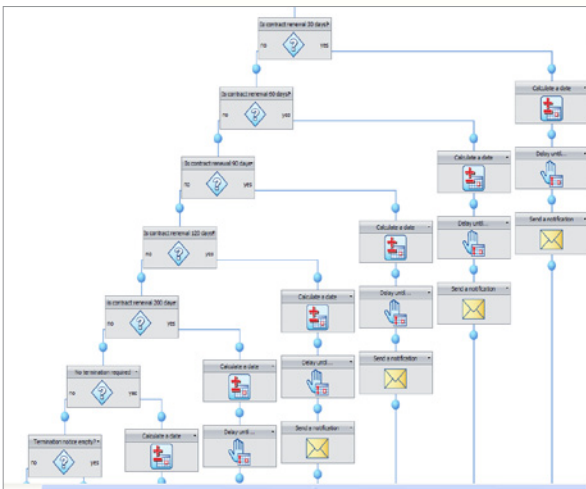 Is contract renewal 30 days?
no yes
Is contract renewal 60 days?
no yes
Calculate a date
Is contract renewal 90 days
no yes
Calculate a date
Delay until...
Is contract renewal 120 days?
no yes
Calculate a date
Delay until...
Send a notification
Is contract renewal 200 days
no yes
Calculate a date
Delay until...
Send a notification
No termination required
no yes
Calculate a date
Delay until...
Send a notification
Termination notice empty?
no yes
Calculate a date
Delay until ...
Send a notification